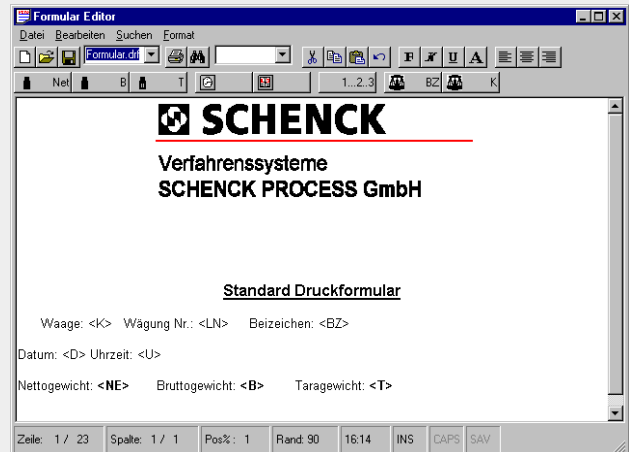 Formular Editor
Datei Bearbeiten Suchen Format
Formular.drf F K U A
Net B T 1...2..3 BZ K
SCHENCK
Verfahrenssysteme
SCHENCK PROCESS GmbH
Standard Druckformular
Waage: <K> Wägung Nr.: <LN> Beizeichen: <BZ>
Datum: <D> Uhrzeit: <U>
Nettogewicht: <NE> Bruttogewicht: <B> Taragewicht: <T>
Zeile: 1 / 23 Spalte: 1 / 1 Pos%: 1 Rand: 90 16:14 INS CAPS SAV